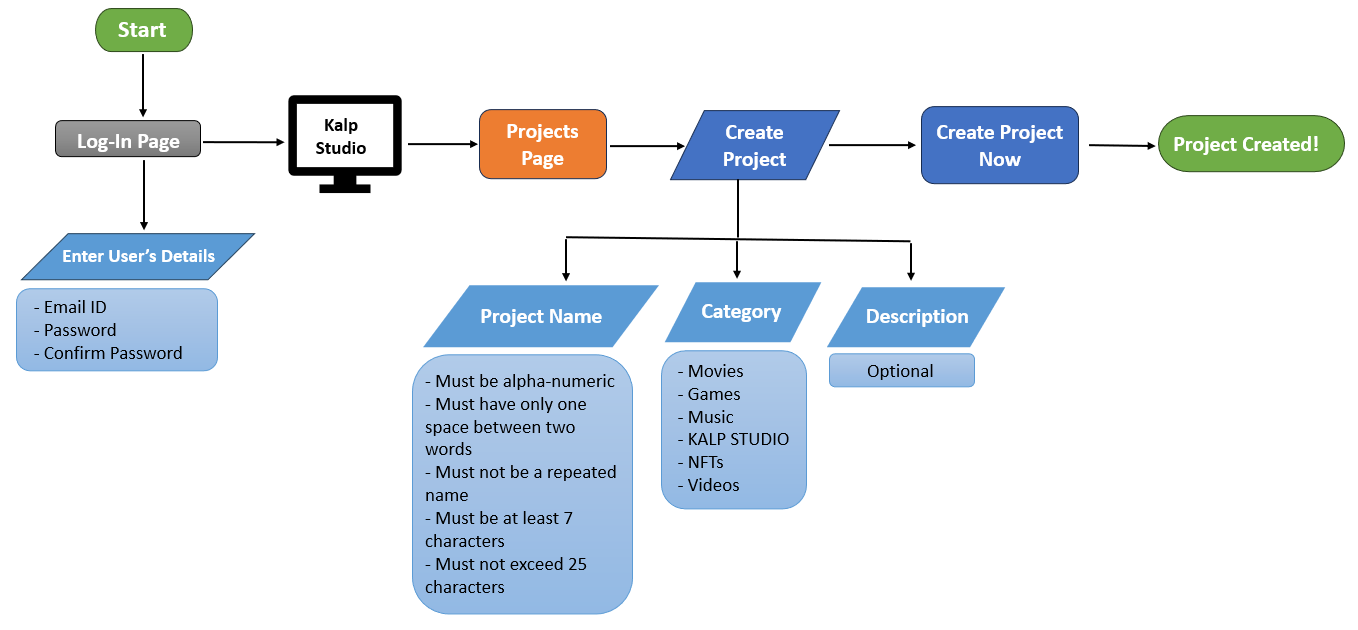 Start
Log-In Page
Kalp
Studio
Projects
Page
Create
Project
Create Project
Now
Project Created!
Enter User's Details
- Email ID
- Password
- Confirm Password
Project Name
- Must be alpha-numeric
- Must have only one
space between two
words
- Must not be a repeated
name
- Must be at least 7
characters
- Must not exceed 25
characters
Category
- Movies
- Games
- Music
- KALP STUDIO
- NFTs
- Videos
Description
Optional